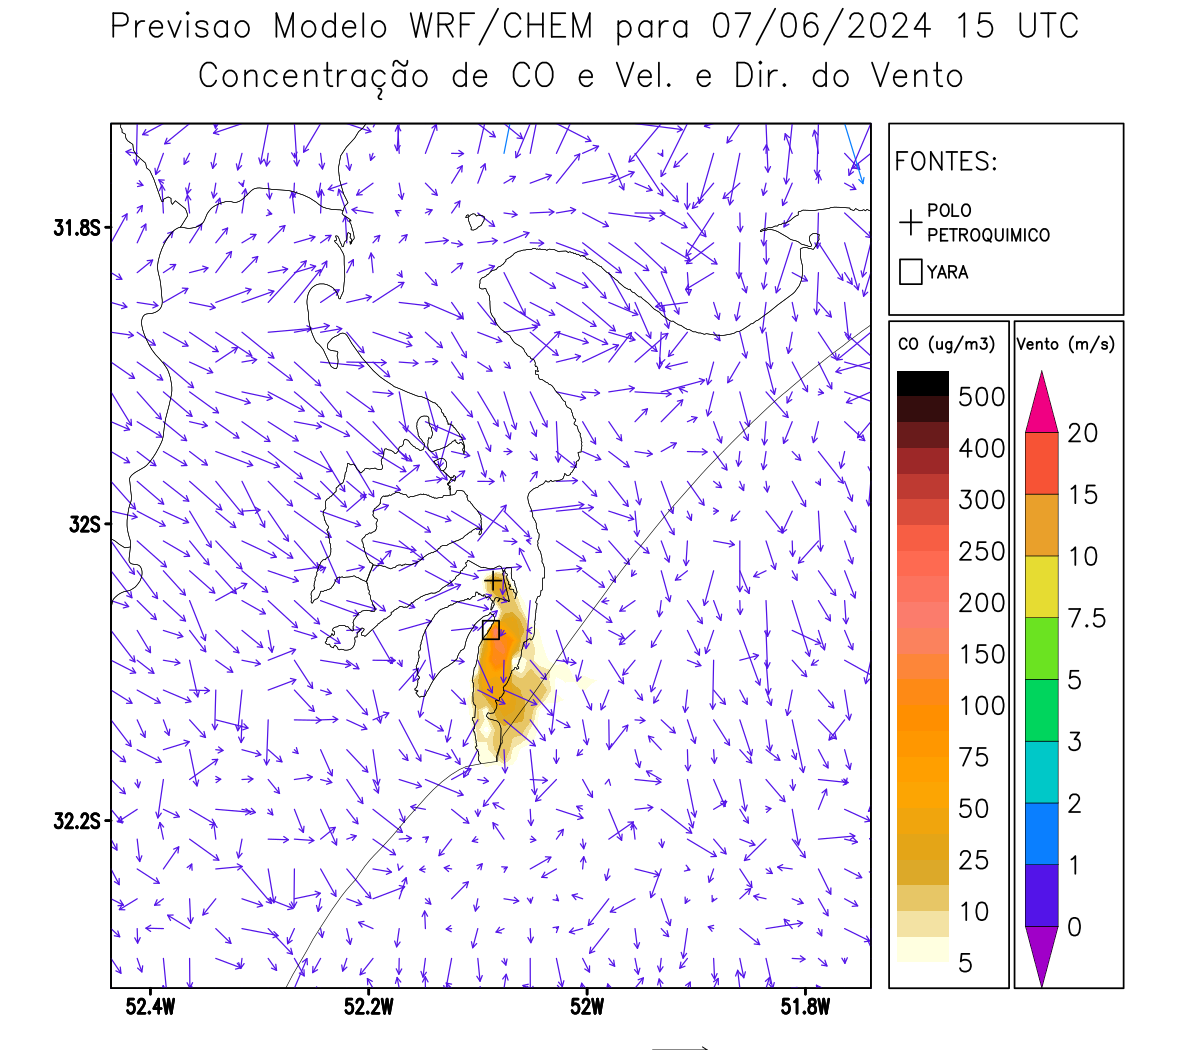 Previsao Modelo WRF/CHEM para 07/06/2024 15 UTC
Concentração de CO e Vel. e Dir. do Vento
FONTES:
POLO
PETROQUIMICO
YARA
CO (ug/m3)
500
400
300
250
200
150
100
75
50
25
10
5
Vento (m/s)
20
15
10
7.5
5
3
2
1
0
31.8S
32S
32.2S
52.4W
52.2W
52W
51.8W